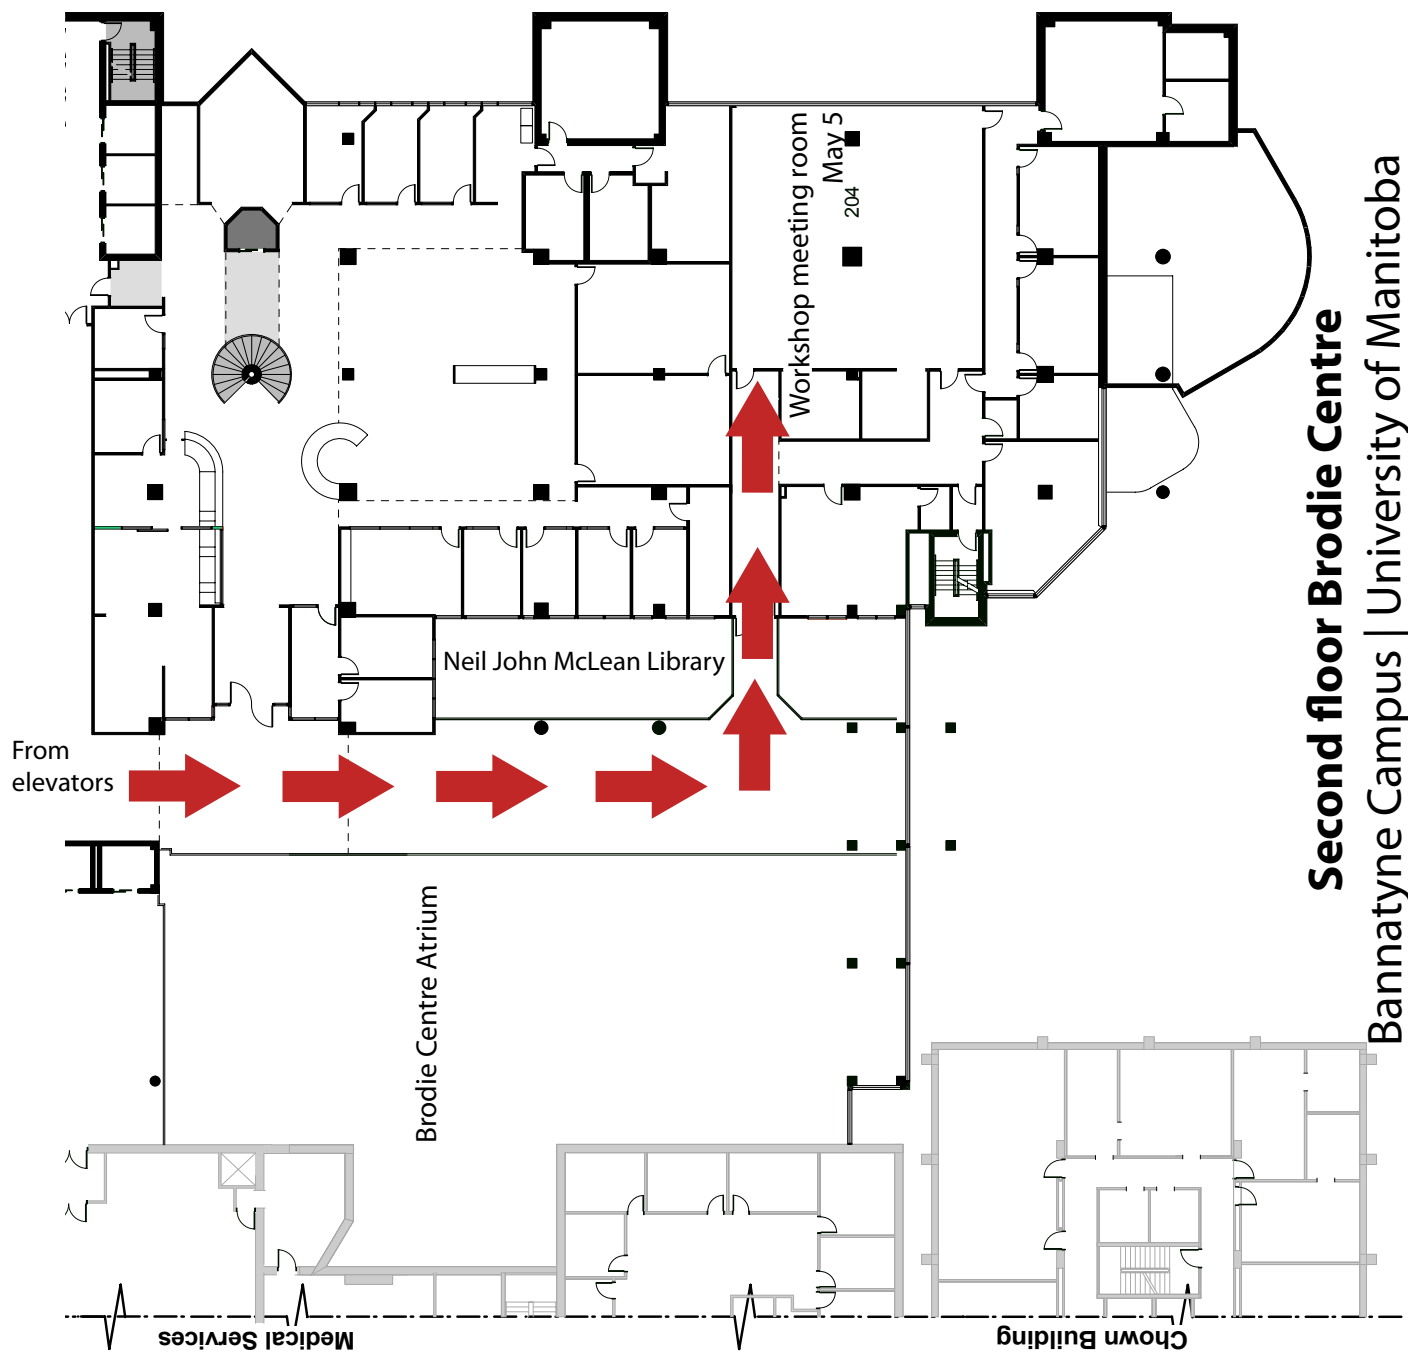 Workshop meeting room
May 5
204
Neil John McLean Library
From
elevators
Brodie Centre Atrium
Second floor Brodie Centre
Bannatyne Campus | University of Manitoba
Medical Services
Chown Building